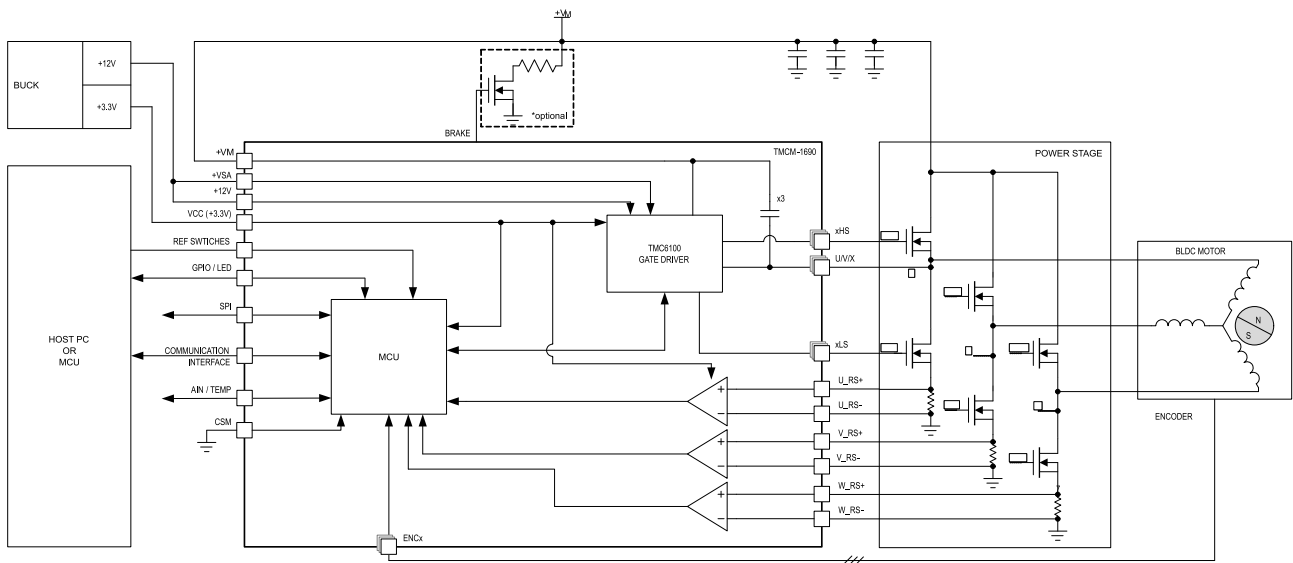 +VM
+12V
BUCK
+3.3V
*optional
BRAKE
TMCM-1690
POWER STAGE
+VM
+VSA
+12V
VCC (+3.3V)
REF SWTICHES
GPIO / LED
SPI
COMMUNICATION
INTERFACE
AIN / TEMP
CSM
HOST PC
OR
MCU
MCU
TMC6100
GATE DRIVER
x3
xHS
U/V/X
xLS
U_RS+
U_RS−
V_RS+
V_RS−
W_RS+
W_RS−
+
−
+
−
+
−
ENCx
BLDC MOTOR
N
S
ENCODER